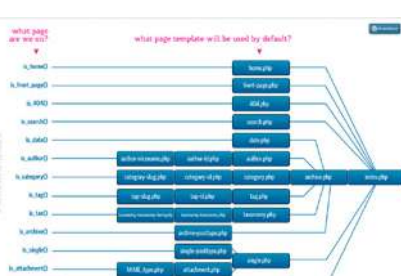 what page
are we on?
what page template will be used by default?
is_home()
home.php
is_front_page()
front-page.php
is_404()
404.php
is_search()
search.php
is_date()
date.php
is_author()
author-nicename.php
author-id.php
author.php
is_category()
category-slug.php
category-id.php
category.php
archive.php
index.php
is_tag()
tag-slug.php
tag-id.php
tag.php
is_tax()
taxonomy.php
is_archive()
archive-posttype.php
is_single()
single-posttype.php
single.php
is_attachment()
MIME_type.php
attachment.php